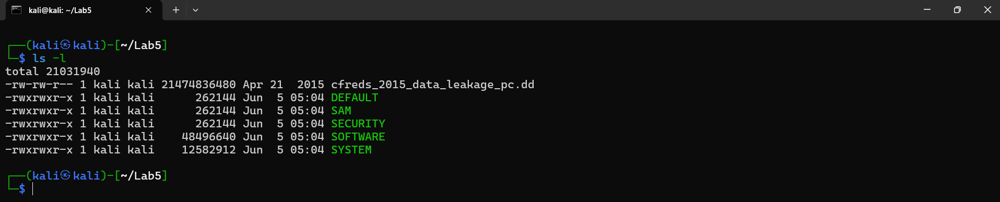 kali@kali: ~/Lab5
┌──(kali㉿kali)-[~/Lab5]
└─$ ls -l
total 21031940
-rw-rw-r-- 1 kali kali 21474836480 Apr 21  2015 cfreds_2015_data_leakage_pc.dd
-rwxrwxr-x 1 kali kali      262144 Jun  5 05:04 DEFAULT
-rwxrwxr-x 1 kali kali      262144 Jun  5 05:04 SAM
-rwxrwxr-x 1 kali kali      262144 Jun  5 05:04 SECURITY
-rwxrwxr-x 1 kali kali    48496640 Jun  5 05:04 SOFTWARE
-rwxrwxr-x 1 kali kali    12582912 Jun  5 05:04 SYSTEM
┌──(kali㉿kali)-[~/Lab5]
└─$